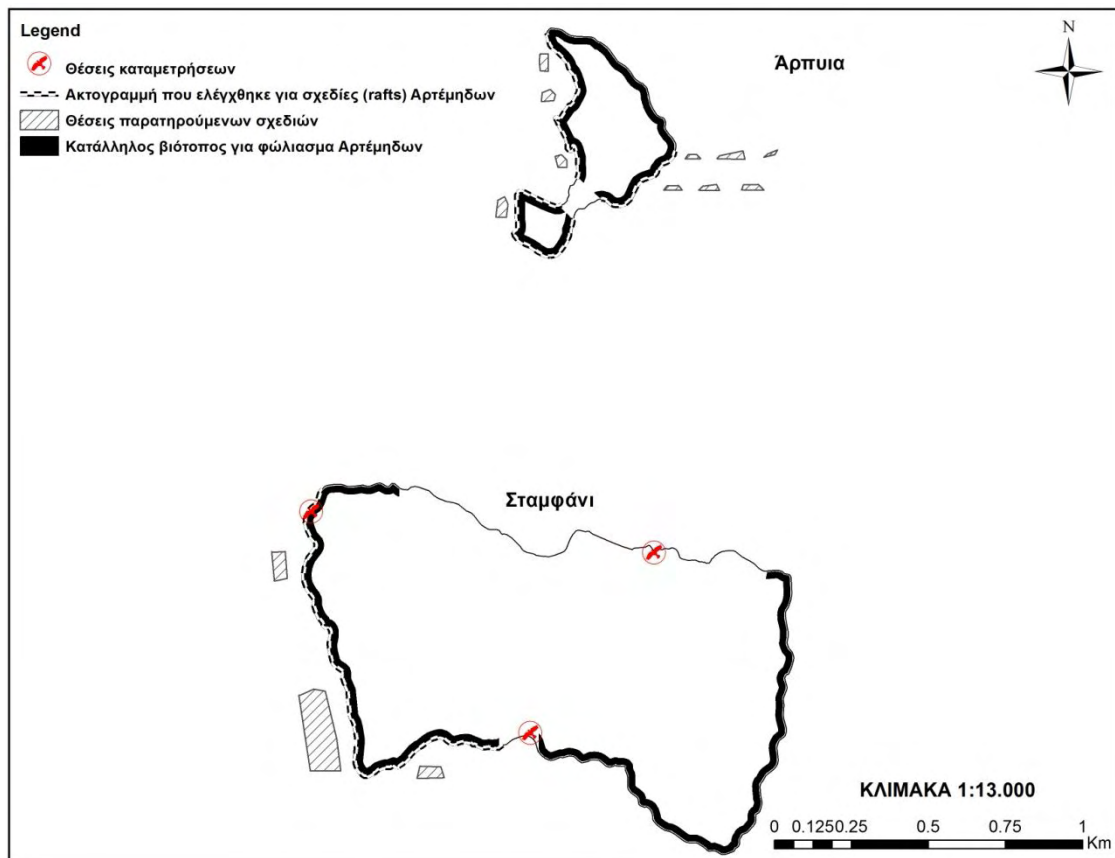 Legend
Θέσεις καταμετρήσεων
Ακτογραμμή που ελέγχθηκε για σχεδίες (rafts) Αρτέμηδων
Θέσεις παρατηρούμενων σχεδιών
Κατάλληλος βιότοπος για φώλιασμα Αρτέμηδων
Άρπυια
N
Σταμφάνι
ΚΛΙΜΑΚΑ 1:13.000
0 0.1250.25 0.5 0.75 1
Km